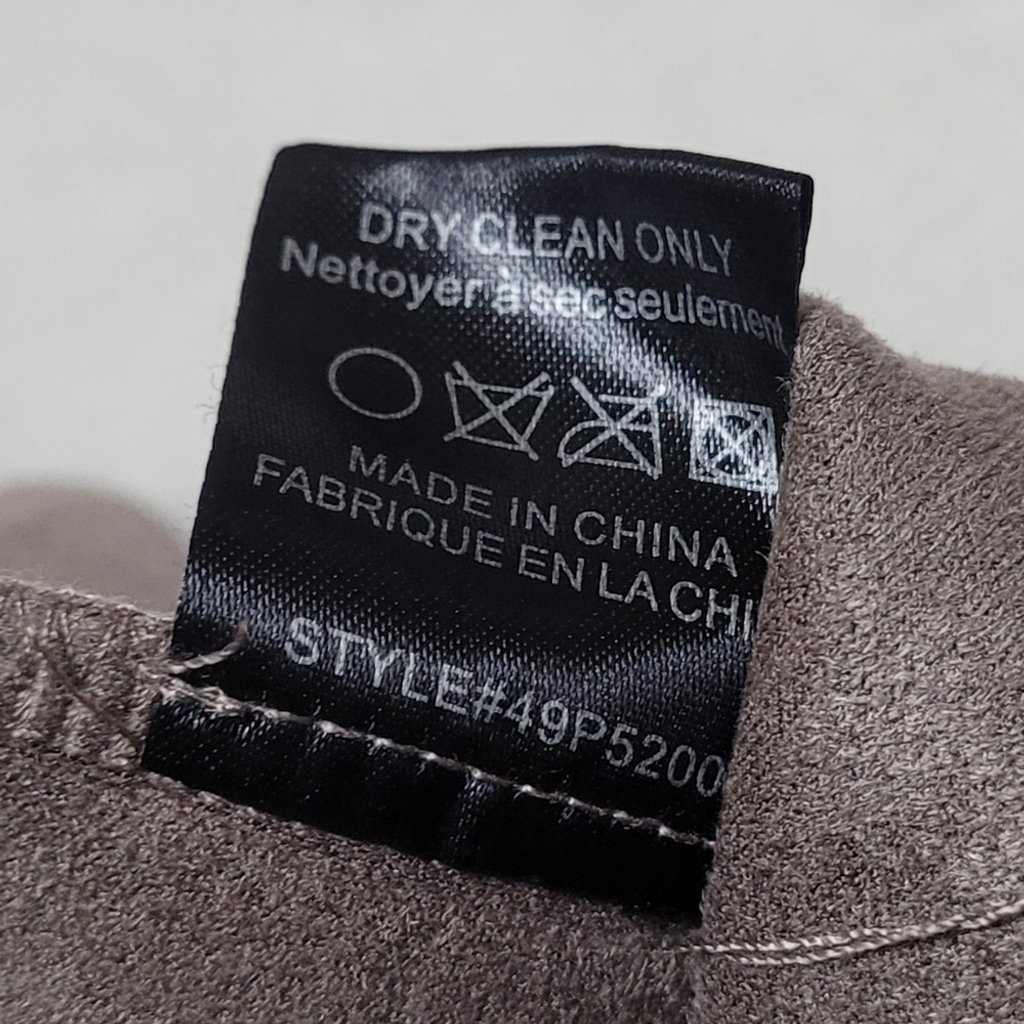 DRY CLEAN ONLY
Nettoyer à sec seulement
MADE IN CHINA
FABRIQUE EN LA CHI
STYLE#49P5200